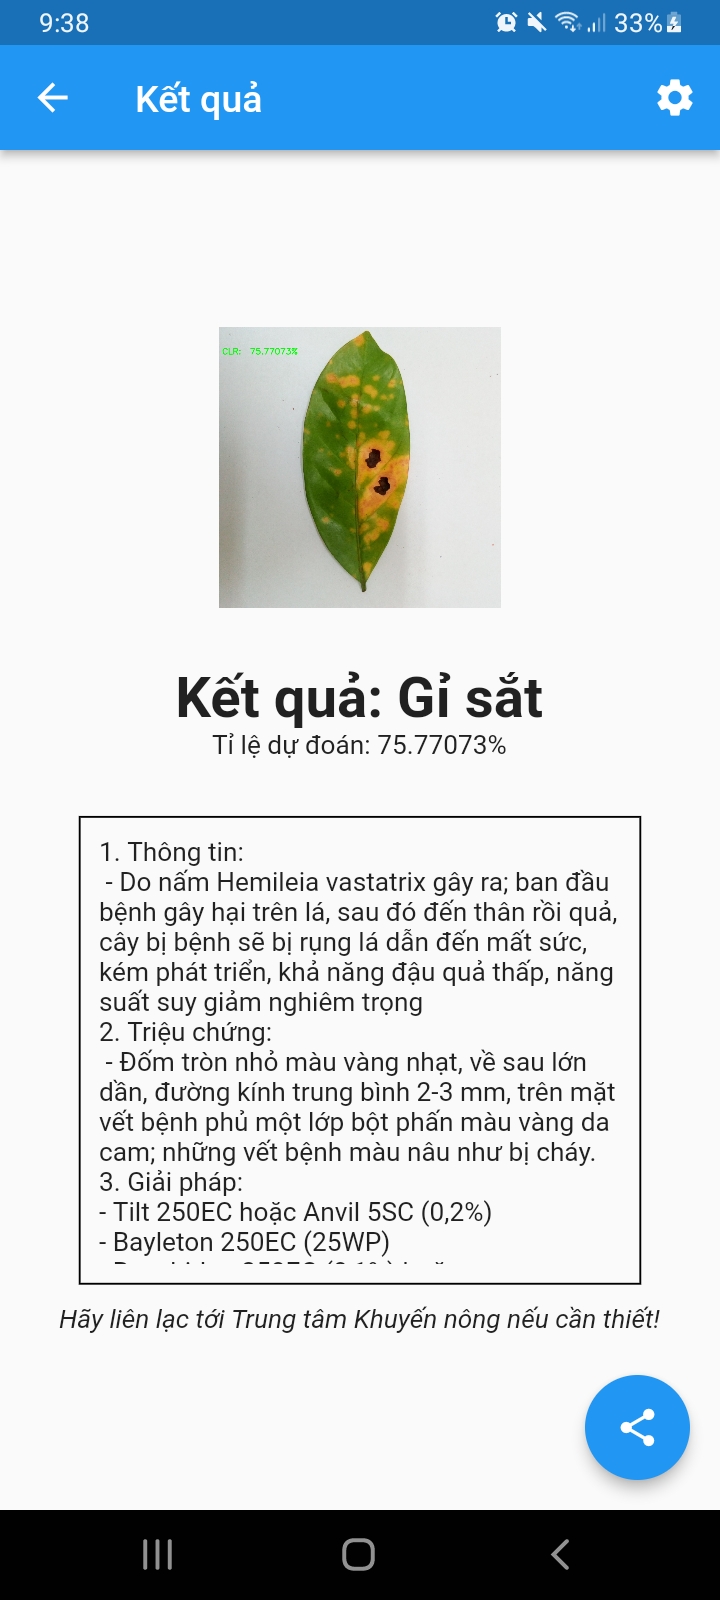 9:38
33%
Kết quả
CLR: 75.77073%
Kết quả: Gỉ sắt
Tỉ lệ dự đoán: 75.77073%
1. Thông tin:
- Do nấm Hemileia vastatrix gây ra; ban đầu
bệnh gây hại trên lá, sau đó đến thân rồi quả,
cây bị bệnh sẽ bị rụng lá dẫn đến mất sức,
kém phát triển, khả năng đậu quả thấp, năng
suất suy giảm nghiêm trọng
2. Triệu chứng:
- Đốm tròn nhỏ màu vàng nhạt, về sau lớn
dần, đường kính trung bình 2-3 mm, trên mặt
vết bệnh phủ một lớp bột phấn màu vàng da
cam; những vết bệnh màu nâu như bị cháy.
3. Giải pháp:
- Tilt 250EC hoặc Anvil 5SC (0,2%)
- Bayleton 250EC (25WP)
Hãy liên lạc tới Trung tâm Khuyến nông nếu cần thiết!